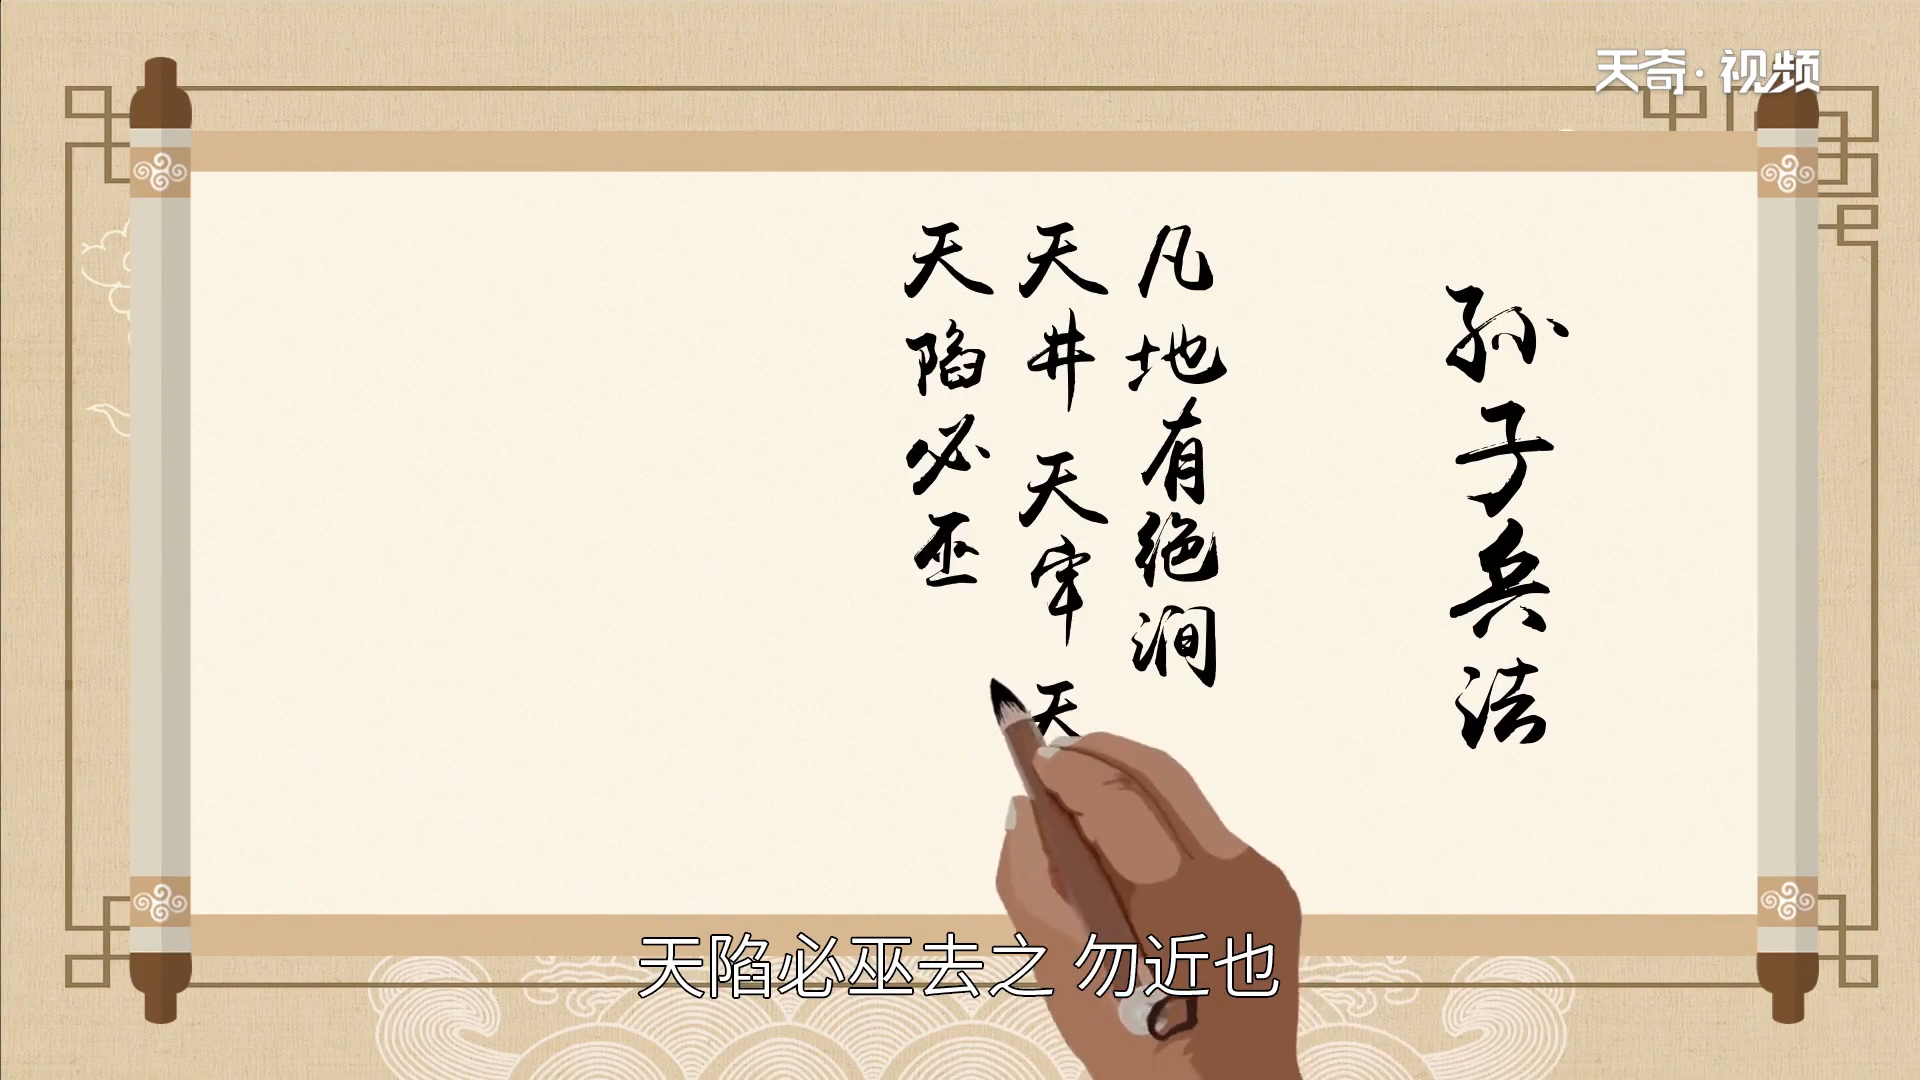 天奇·视频
孙子兵法
凡地有绝涧
天井 天牢 天
天陷必巫
天陷必巫去之 勿近也